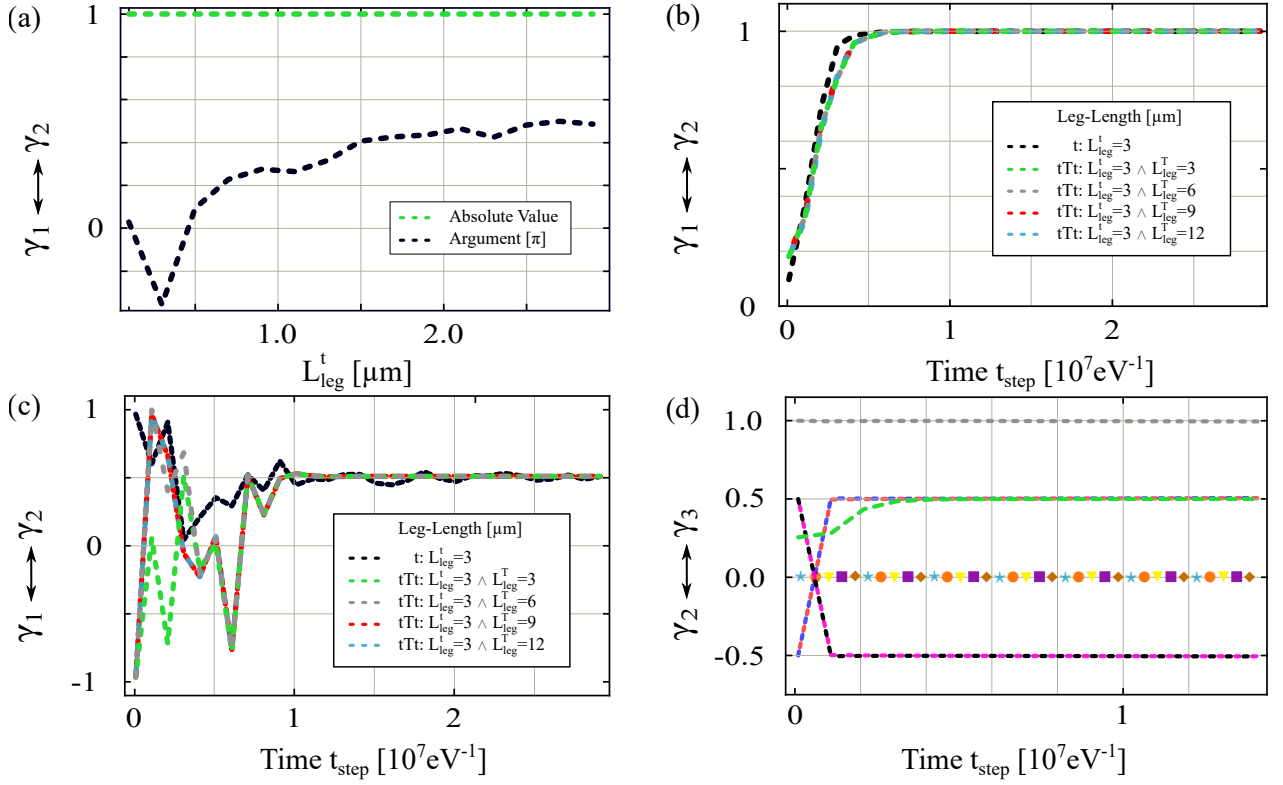 (a)
1
0
γ1 ⟷ γ2
Absolute Value
Argument [π]
1.0 2.0
L^t_leg [μm]
(b)
1
0
γ1 ⟷ γ2
Leg-Length [μm]
t: L^t_leg=3
tTt: L^t_leg=3 ∧ L^T_leg=3
tTt: L^t_leg=3 ∧ L^T_leg=6
tTt: L^t_leg=3 ∧ L^T_leg=9
tTt: L^t_leg=3 ∧ L^T_leg=12
0 1 2
Time t_step [10^7eV^-1]
(c)
1
0
-1
γ1 ⟷ γ2
Leg-Length [μm]
t: L^t_leg=3
tTt: L^t_leg=3 ∧ L^T_leg=3
tTt: L^t_leg=3 ∧ L^T_leg=6
tTt: L^t_leg=3 ∧ L^T_leg=9
tTt: L^t_leg=3 ∧ L^T_leg=12
0 1 2
Time t_step [10^7eV^-1]
(d)
1.0
0.5
0.0
-0.5
γ2 ⟷ γ3
0 1
Time t_step [10^7eV^-1]